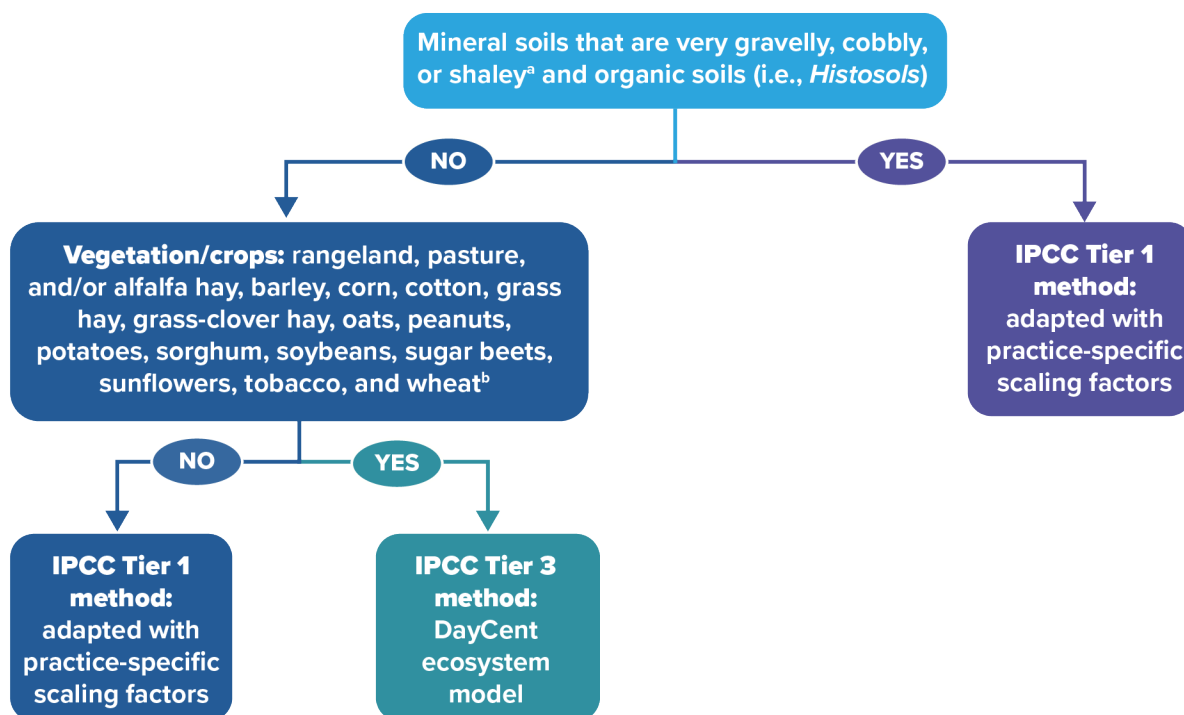 Mineral soils that are very gravelly, cobbly,
or shaleyᵃ and organic soils (i.e., Histosols)
NO
YES
Vegetation/crops: rangeland, pasture,
and/or alfalfa hay, barley, corn, cotton, grass
hay, grass-clover hay, oats, peanuts,
potatoes, sorghum, soybeans, sugar beets,
sunflowers, tobacco, and wheatᵇ
IPCC Tier 1
method:
adapted with
practice-specific
scaling factors
NO
YES
IPCC Tier 1
method:
adapted with
practice-specific
scaling factors
IPCC Tier 3
method:
DayCent
ecosystem
model